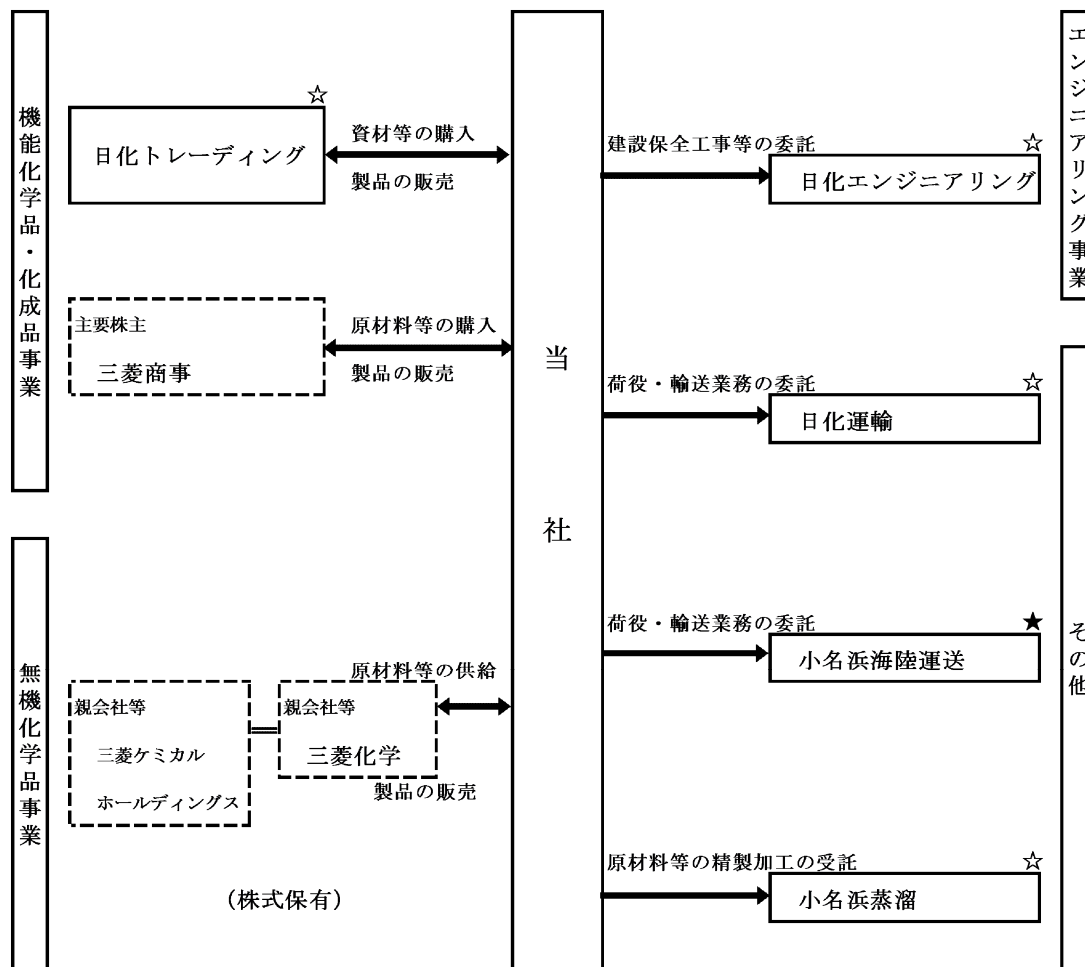 機能化学品・化成品事業
☆
日化トレーディング
資材等の購入
製品の販売
主要株主
三菱商事
原材料等の購入
製品の販売
無機化学品事業
親会社等
三菱ケミカル
ホールディングス
親会社等
三菱化学
原材料等の供給
製品の販売
(株式保有)
当社
建設保全工事等の委託
☆
日化エンジニアリング
エンジニアリング事業
荷役・輸送業務の委託
☆
日化運輸
荷役・輸送業務の委託
★
小名浜海陸運送
原材料等の精製加工の受託
☆
小名浜蒸溜
その他